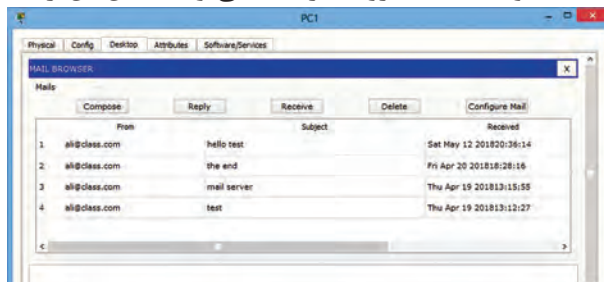 PC1
Physical Config Desktop Attributes Software/Services
MAIL BROWSER
X
Mails
Compose Reply Receive Delete Configure Mail
From Subject Received
1 ali@class.com hello test Sat May 12 201820:36:14
2 ali@class.com the end Fri Apr 20 201818:28:16
3 ali@class.com mail server Thu Apr 19 201813:15:55
4 ali@class.com test Thu Apr 19 201813:12:27